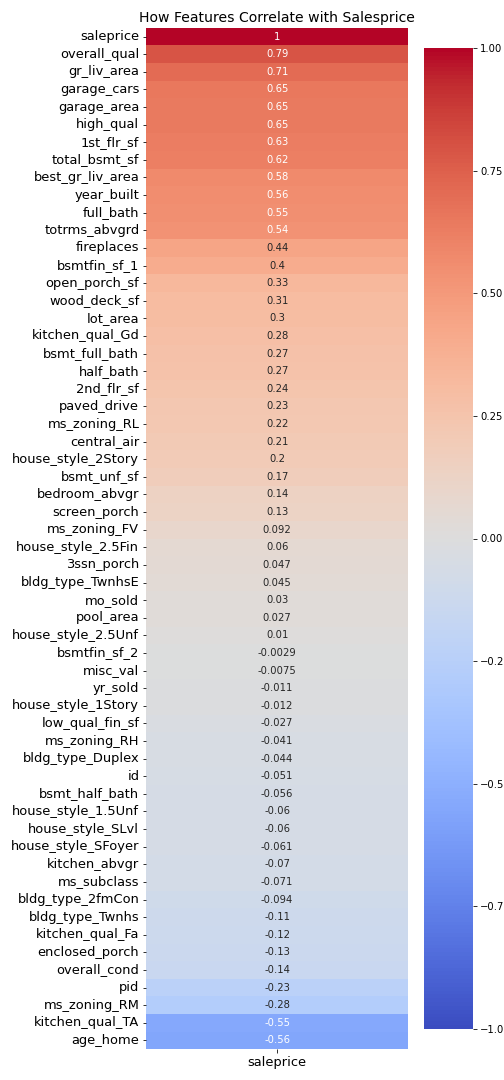 How Features Correlate with Salesprice
saleprice 1
overall_qual 0.79
gr_liv_area 0.71
garage_cars 0.65
garage_area 0.65
high_qual 0.65
1st_flr_sf 0.63
total_bsmt_sf 0.62
best_gr_liv_area 0.58
year_built 0.56
full_bath 0.55
totrms_abvgrd 0.54
fireplaces 0.44
bsmtfin_sf_1 0.4
open_porch_sf 0.33
wood_deck_sf 0.31
lot_area 0.3
kitchen_qual_Gd 0.28
bsmt_full_bath 0.27
half_bath 0.27
2nd_flr_sf 0.24
paved_drive 0.23
ms_zoning_RL 0.22
central_air 0.21
house_style_2Story 0.2
bsmt_unf_sf 0.17
bedroom_abvgr 0.14
screen_porch 0.13
ms_zoning_FV 0.092
house_style_2.5Fin 0.06
3ssn_porch 0.047
bldg_type_TwnhsE 0.045
mo_sold 0.03
pool_area 0.027
house_style_2.5Unf 0.01
bsmtfin_sf_2 -0.0029
misc_val -0.0075
yr_sold -0.011
house_style_1Story -0.012
low_qual_fin_sf -0.027
ms_zoning_RH -0.041
bldg_type_Duplex -0.044
id -0.051
bsmt_half_bath -0.056
house_style_1.5Unf -0.06
house_style_SLvl -0.06
house_style_SFoyer -0.061
kitchen_abvgr -0.07
ms_subclass -0.071
bldg_type_2fmCon -0.094
bldg_type_Twnhs -0.11
kitchen_qual_Fa -0.12
enclosed_porch -0.13
overall_cond -0.14
pid -0.23
ms_zoning_RM -0.28
kitchen_qual_TA -0.55
age_home -0.56
saleprice
1.00
0.75
0.50
0.25
0.00
−0.2
−0.5
−0.7
−1.0